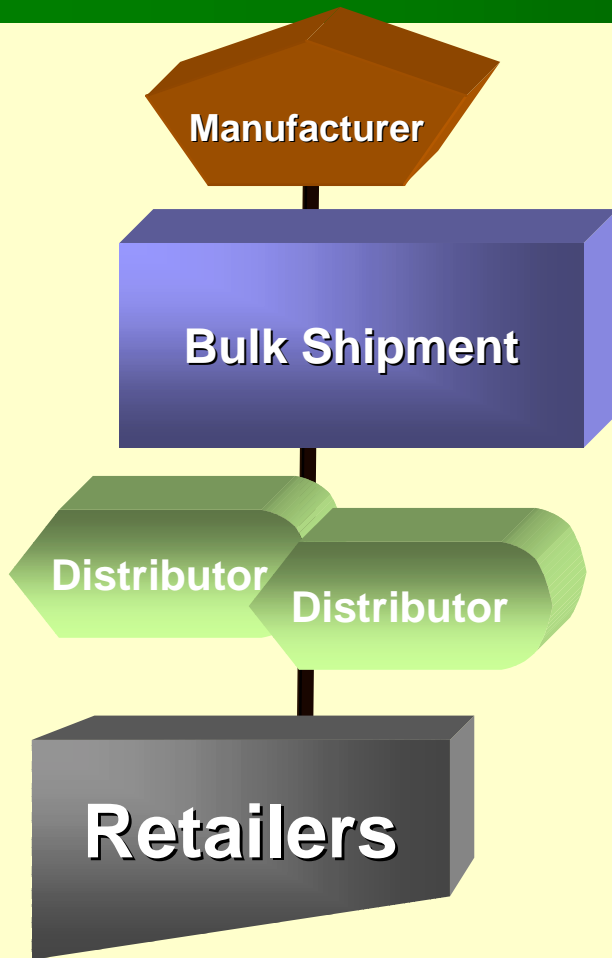 Manufacturer
Bulk Shipment
Distributor
Distributor
Retailers